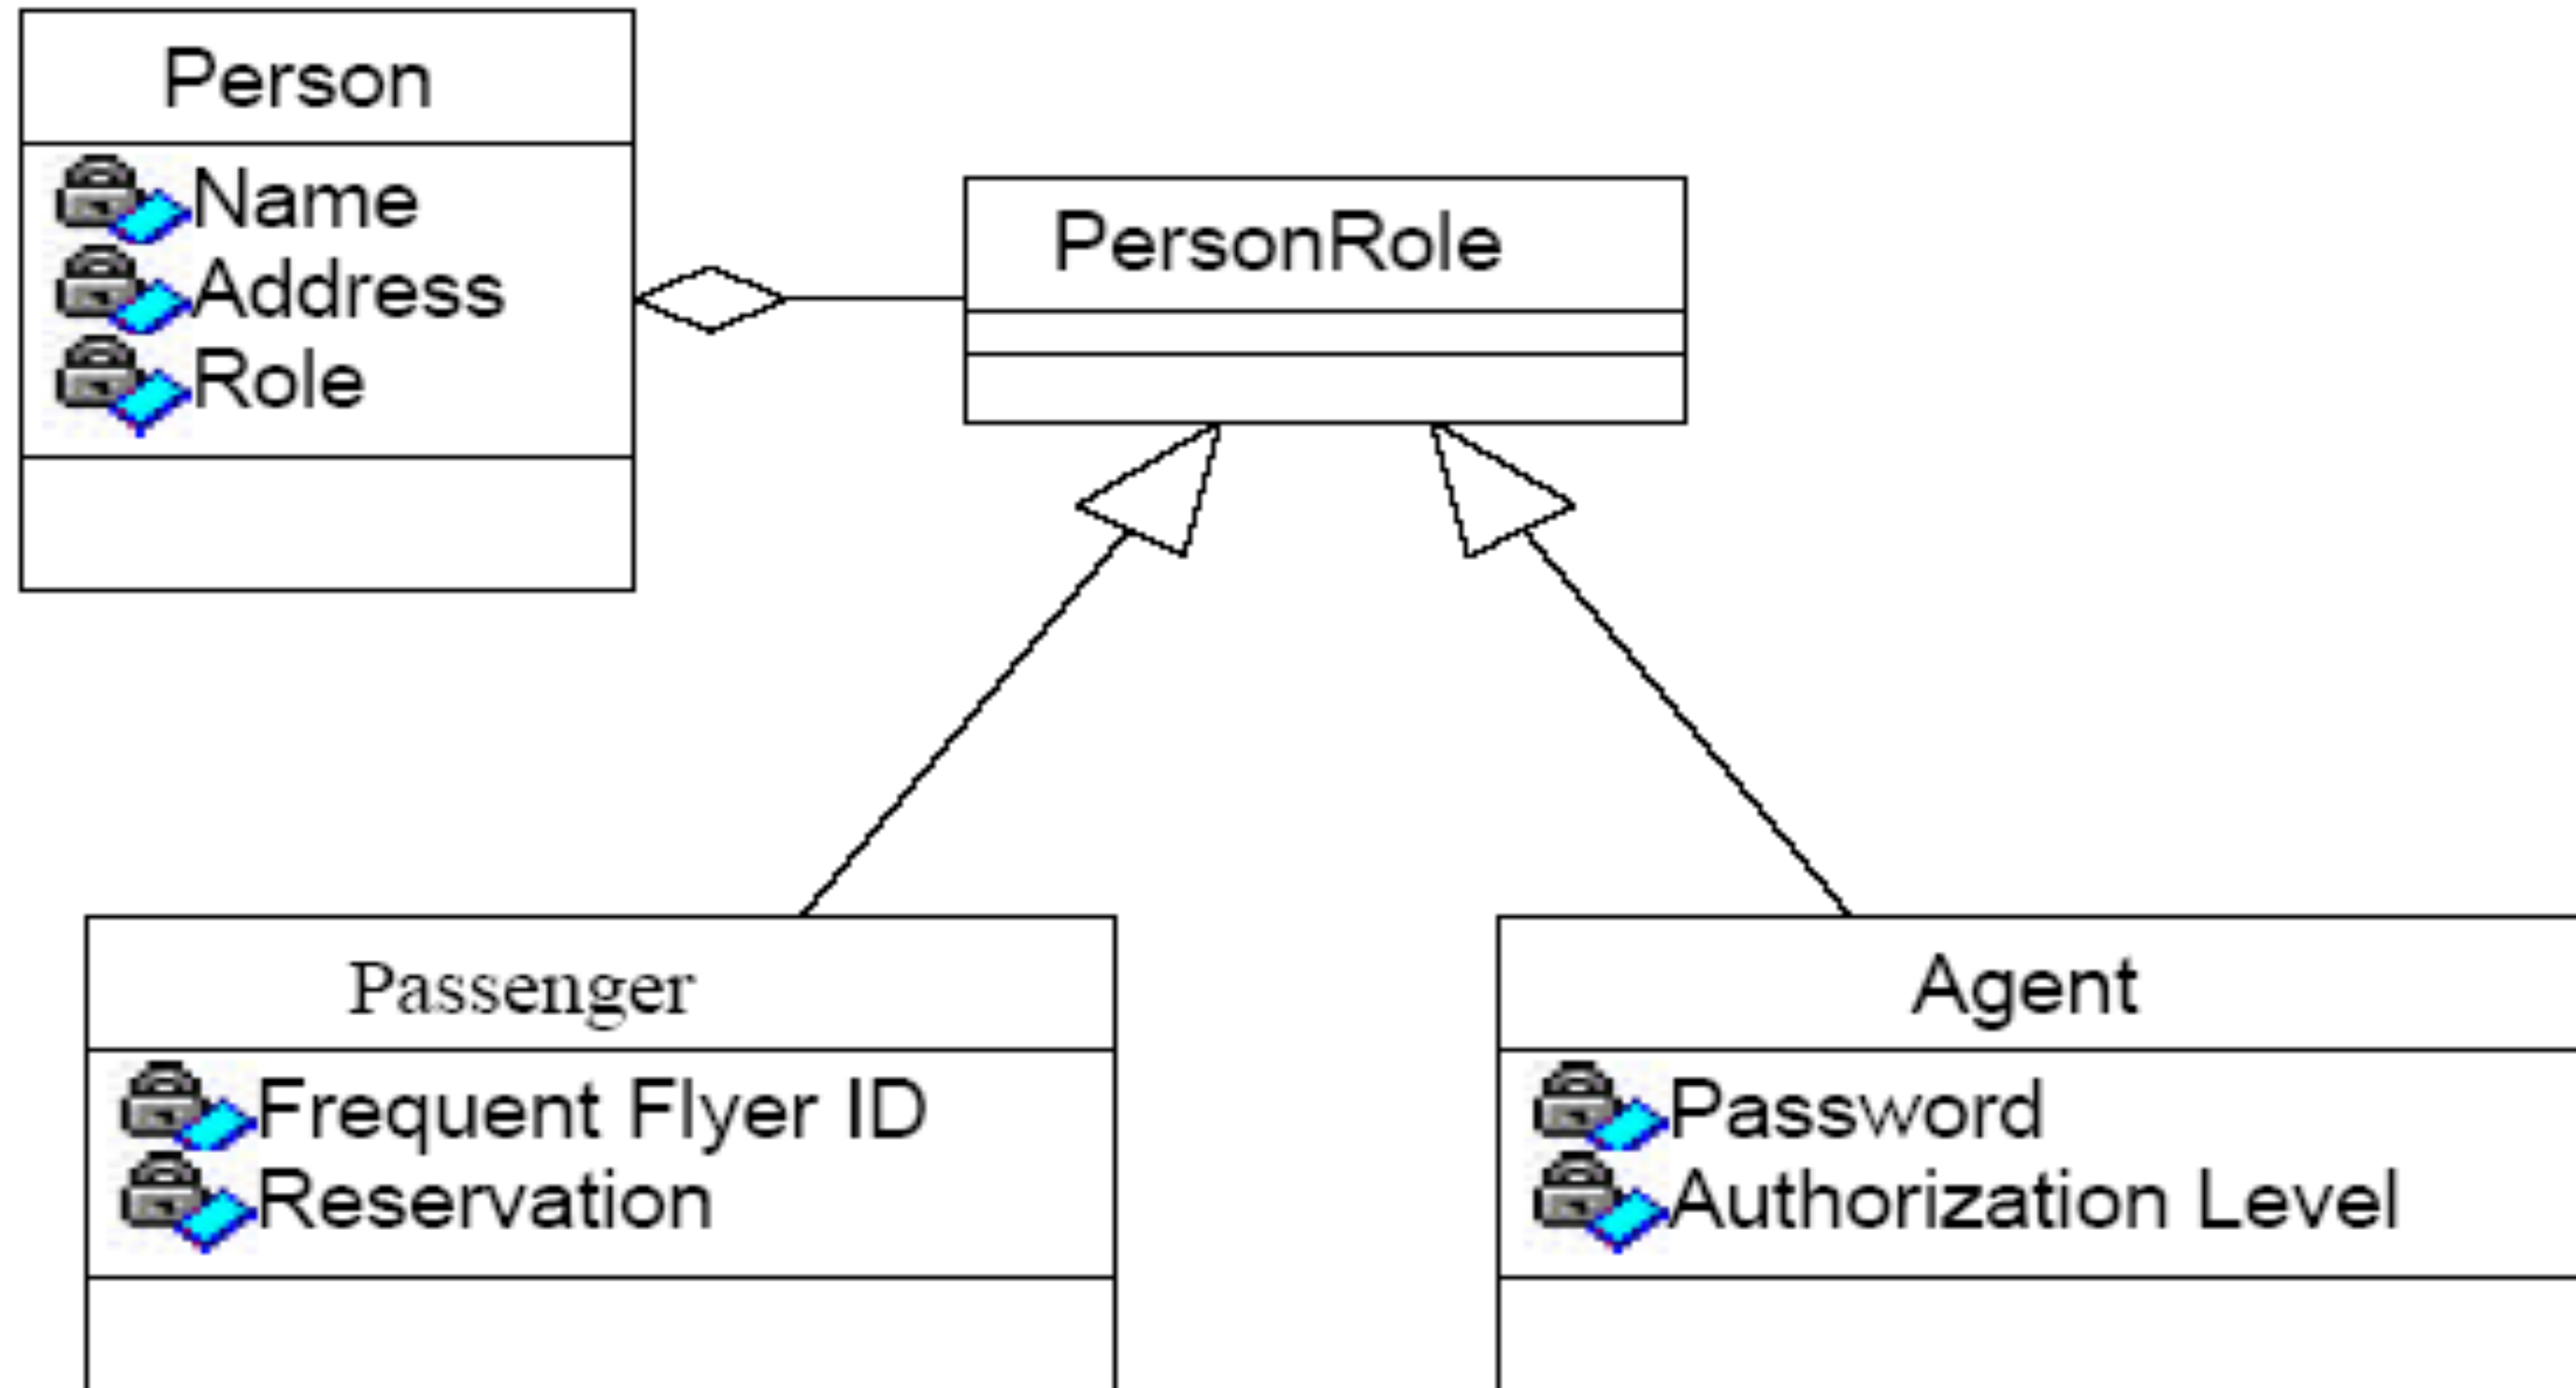 Person
Name
Address
Role
PersonRole
Passenger
Frequent Flyer ID
Reservation
Agent
Password
Authorization Level